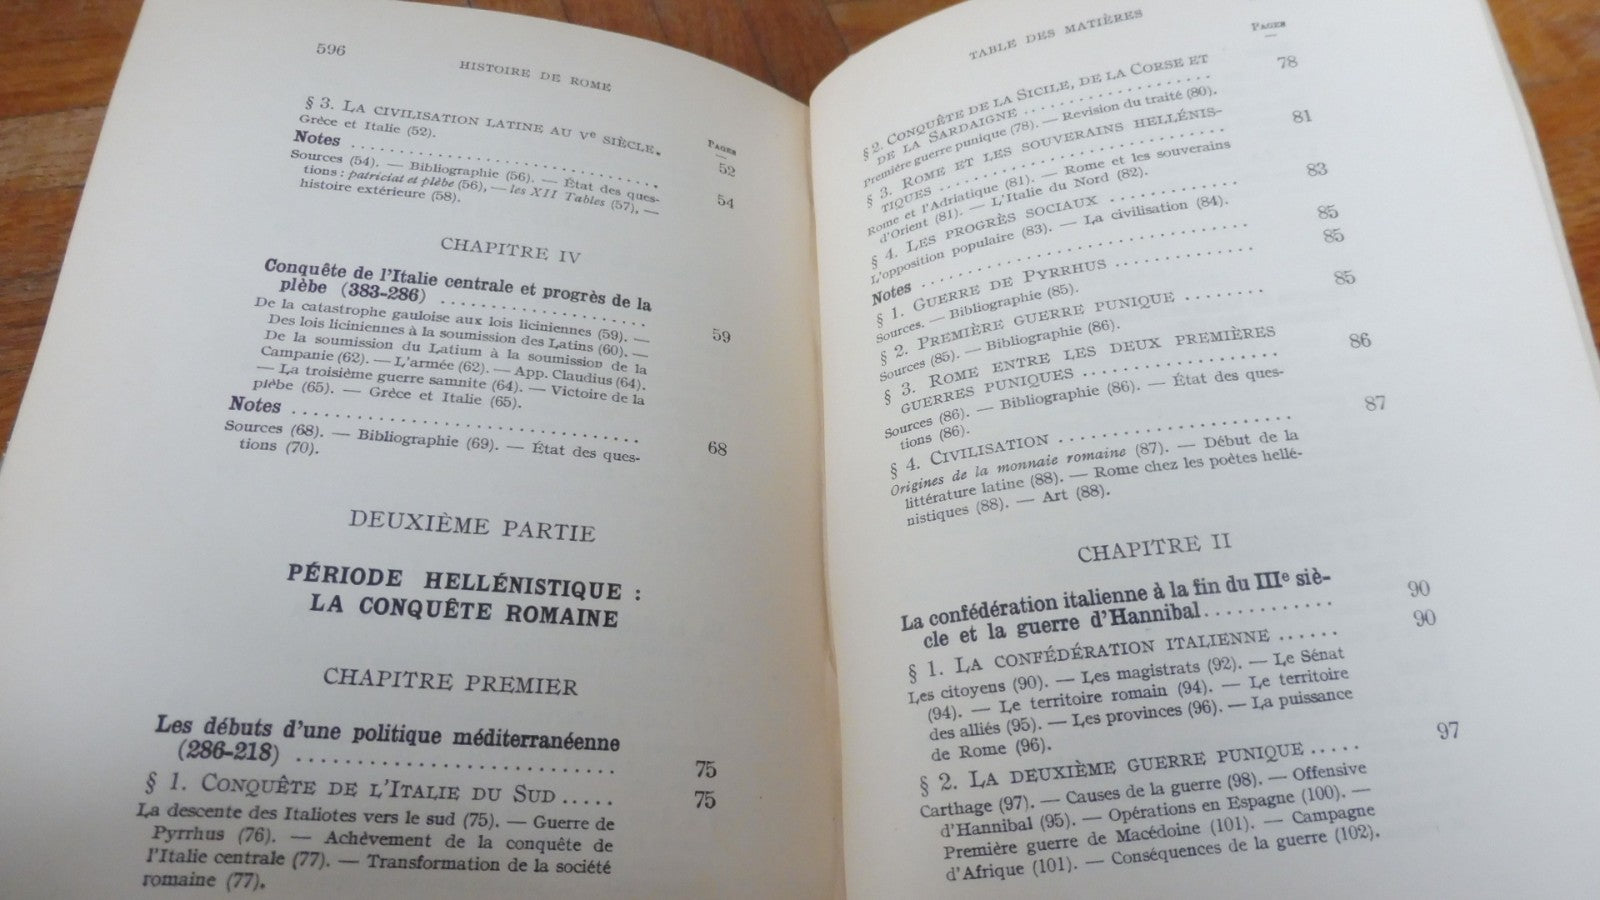 596
HISTOIRE DE ROME
Pages
§ 3. La civilisation latine au Ve siècle. 52
Grèce et Italie (52).
Notes . . . . . . . . . . . . . . . . . . . . . . . . . . . . . 54
Sources (54). — Bibliographie (56). — État des ques-
tions : patriciat et plèbe (56), — les XII Tables (57), —
histoire extérieure (58).
CHAPITRE IV
Conquête de l'Italie centrale et progrès de la
plèbe (383-286) . . . . . . . . . . . . . . . . . . . 59
De la catastrophe gauloise aux lois liciniennes (59). —
Des lois liciniennes à la soumission des Latins (60). —
De la soumission du Latium à la soumission de la
Campanie (62). — L'armée (62). — App. Claudius (64).
— La troisième guerre samnite (64). — Victoire de la
plèbe (65). — Grèce et Italie (65).
Notes . . . . . . . . . . . . . . . . . . . . . . . . . . . . . 68
Sources (68). — Bibliographie (69). — État des ques-
tions (70).
DEUXIÈME PARTIE
PÉRIODE HELLÉNISTIQUE :
LA CONQUÊTE ROMAINE
CHAPITRE PREMIER
Les débuts d'une politique méditerranéenne
(286-218) . . . . . . . . . . . . . . . . . . . . . . . . . 75
§ 1. Conquête de l'Italie du Sud . . . . . 75
La descente des Italiotes vers le sud (75). — Guerre de
Pyrrhus (76). — Achèvement de la conquête de
l'Italie centrale (77). — Transformation de la société
romaine (77).
TABLE DES MATIÈRES
Pages
§ 2. Conquête de la Sicile, de la Corse et
de la Sardaigne . . . . . . . . . . . . . . . . . 78
Première guerre punique (78). — Revision du traité (80).
§ 3. Rome et les souverains hellénis-
tiques . . . . . . . . . . . . . . . . . . . . . . . . . 81
Rome et l'Adriatique (81). — Rome et les souverains
d'Orient (81). — L'Italie du Nord (82).
§ 4. Les progrès sociaux . . . . . . . . . . . . . 83
L'opposition populaire (83). — La civilisation (84).
Notes . . . . . . . . . . . . . . . . . . . . . . . . . . . . . 85
§ 1. Guerre de Pyrrhus . . . . . . . . . . . . . 85
Sources. — Bibliographie (85).
§ 2. Première guerre punique . . . . . . . . 85
Sources (85). — Bibliographie (86).
§ 3. Rome entre les deux premières
guerres puniques . . . . . . . . . . . . . . . . 86
Sources (86). — Bibliographie (86). — État des ques-
tions (86).
§ 4. Civilisation . . . . . . . . . . . . . . . . . . . . 87
Origines de la monnaie romaine (87). — Début de la
littérature latine (88). — Rome chez les poètes hellé-
nistiques (88). — Art (88).
CHAPITRE II
La confédération italienne à la fin du IIIe siè-
cle et la guerre d'Hannibal . . . . . . . . . . . . 90
§ 1. La confédération italienne . . . . . . 90
Les citoyens (90). — Les magistrats (92). — Le Sénat
(94). — Le territoire romain (94). — Le territoire
des alliés (95). — Les provinces (96). — La puissance
de Rome (96).
§ 2. La deuxième guerre punique . . . . . 97
Carthage (97). — Causes de la guerre (98). — Offensive
d'Hannibal (95). — Opérations en Espagne (100). —
Première guerre de Macédoine (101). — Campagne
d'Afrique (101). — Conséquences de la guerre (102).